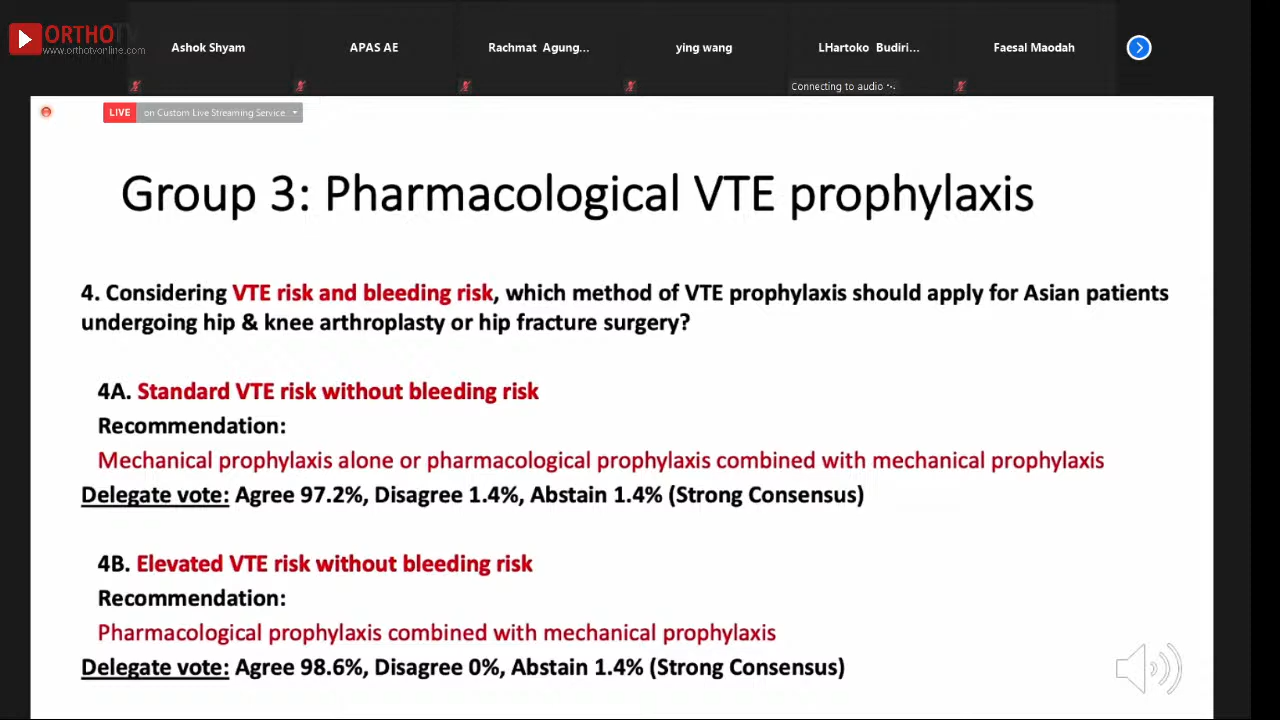 ORTHOTV
www.orthotvonline.com
Ashok Shyam
APAS AE
Rachmat Agung...
ying wang
LHartoko Budiri...
Faesal Maodah
Connecting to audio
LIVE
on Custom Live Streaming Service
Group 3: Pharmacological VTE prophylaxis
4. Considering VTE risk and bleeding risk, which method of VTE prophylaxis should apply for Asian patients
undergoing hip & knee arthroplasty or hip fracture surgery?
4A. Standard VTE risk without bleeding risk
Recommendation:
Mechanical prophylaxis alone or pharmacological prophylaxis combined with mechanical prophylaxis
Delegate vote: Agree 97.2%, Disagree 1.4%, Abstain 1.4% (Strong Consensus)
4B. Elevated VTE risk without bleeding risk
Recommendation:
Pharmacological prophylaxis combined with mechanical prophylaxis
Delegate vote: Agree 98.6%, Disagree 0%, Abstain 1.4% (Strong Consensus)